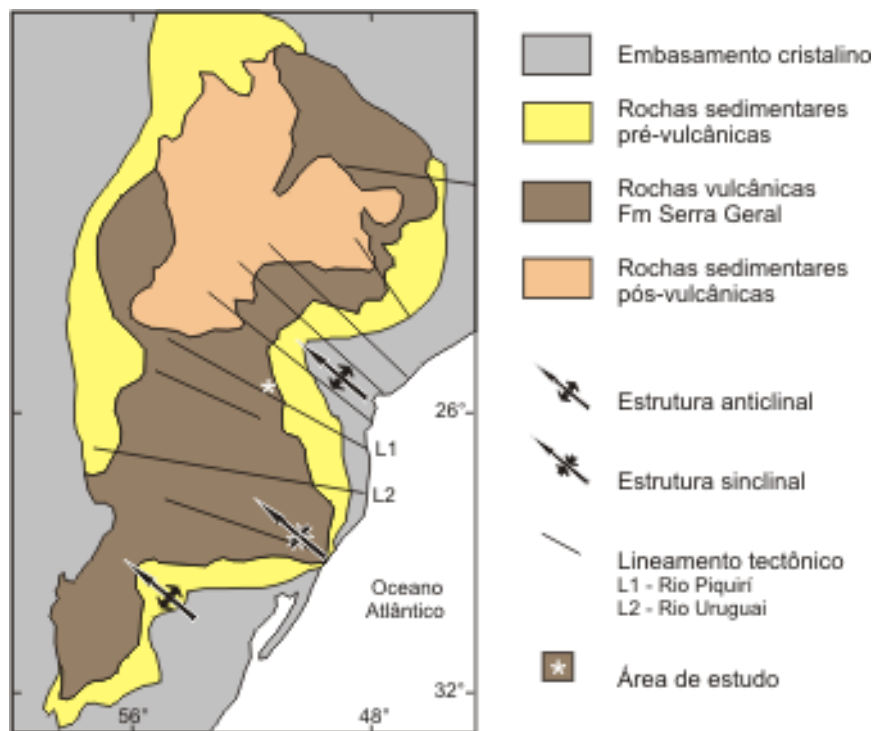 Embasamento cristalino
Rochas sedimentares
pré-vulcânicas
Rochas vulcânicas
Fm Serra Geral
Rochas sedimentares
pós-vulcânicas
Estrutura anticlinal
Estrutura sinclinal
Lineamento tectônico
L1 - Rio Piquirí
L2 - Rio Uruguai
Área de estudo
26°
L1
L2
Oceano
Atlântico
32°
56°
48°